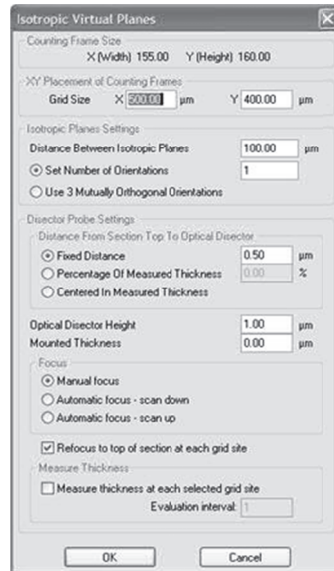 Isotropic Virtual Planes
Counting Frame Size
X (Width) 155.00 Y (Height) 160.00
XY Placement of Counting Frames
Grid Size X 500.00 µm Y 400.00 µm
Isotropic Planes Settings
Distance Between Isotropic Planes 100.00 µm
Set Number of Orientations 1
Use 3 Mutually Orthogonal Orientations
Disector Probe Settings
Distance From Section Top To Optical Disector
Fixed Distance 0.50 µm
Percentage Of Measured Thickness 0.00 %
Centered In Measured Thickness
Optical Disector Height 1.00 µm
Mounted Thickness 0.00 µm
Focus
Manual focus
Automatic focus - scan down
Automatic focus - scan up
Refocus to top of section at each grid site
Measure Thickness
Measure thickness at each selected grid site
Evaluation interval: 1
OK Cancel